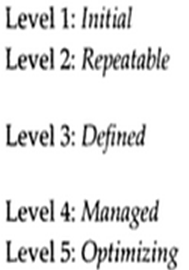 Level 1: Initial
Level 2: Repeatable
Level 3: Defined
Level 4: Managed
Level 5: Optimizing